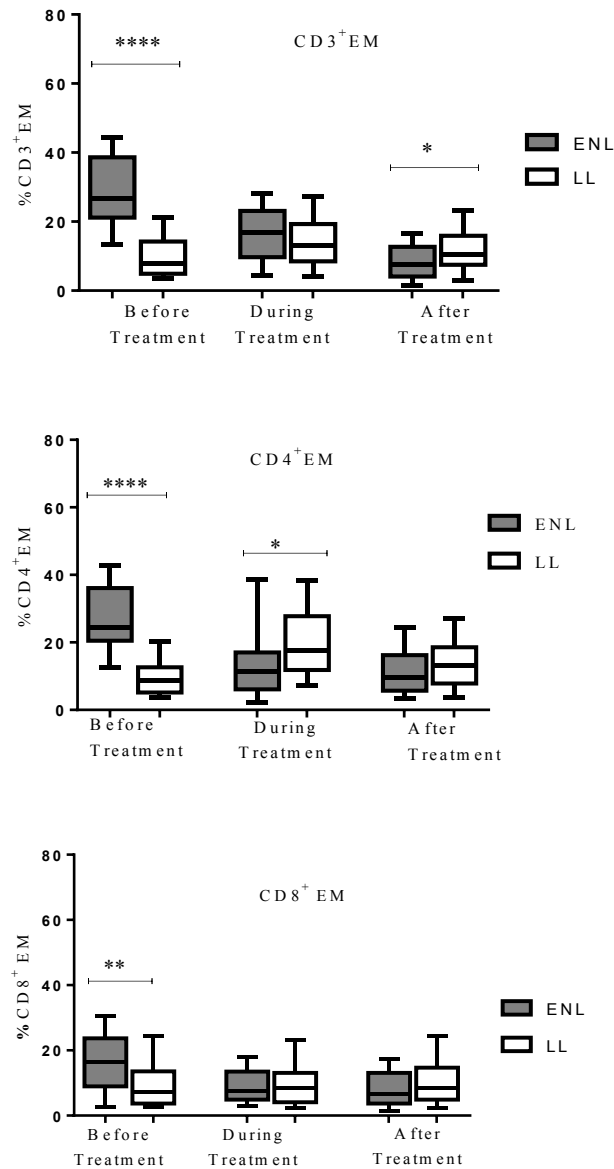 80
CD3+EM
****
60
%CD3+EM
ENL
*
40
LL
20
0
Before During After
Treatment Treatment Treatment
80
CD4+EM
****
60
%CD4+EM
ENL
*
LL
40
20
0
Before During After
Treatment Treatment Treatment
80
CD8+ EM
60
%CD8+ EM
**
40
ENL
LL
20
0
Before During After
Treatment Treatment Treatment